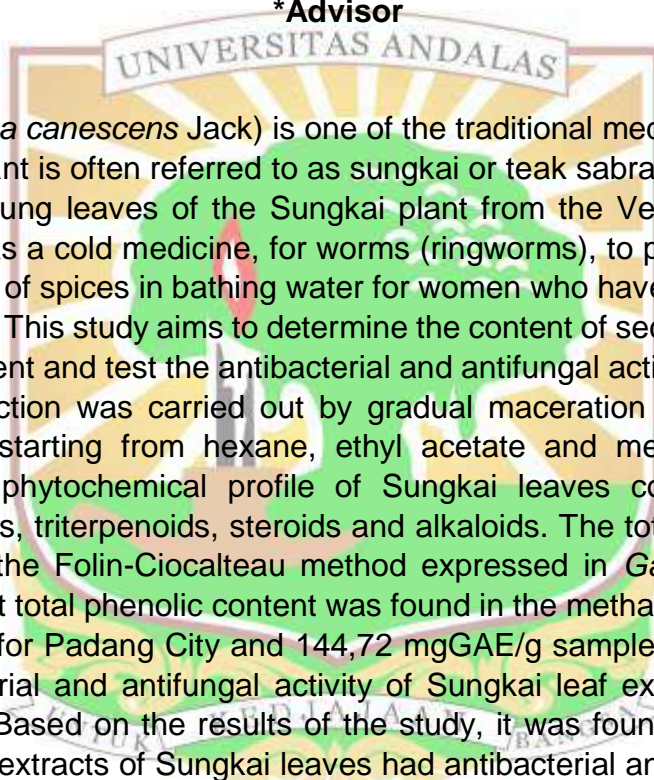 *Advisor
UNIVERSITAS ANDALAS
a canescens Jack) is one of the traditional med
nt is often referred to as sungkai or teak sabra
ung leaves of the Sungkai plant from the Ve
s a cold medicine, for worms (ringworms), to p
of spices in bathing water for women who have
This study aims to determine the content of sec
ent and test the antibacterial and antifungal acti
ction was carried out by gradual maceration
starting from hexane, ethyl acetate and me
phytochemical profile of Sungkai leaves co
s, triterpenoids, steroids and alkaloids. The tot
the Folin-Ciocalteau method expressed in Ga
t total phenolic content was found in the metha
for Padang City and 144,72 mgGAE/g sample
rial and antifungal activity of Sungkai leaf ex
Based on the results of the study, it was foun
extracts of Sungkai leaves had antibacterial an